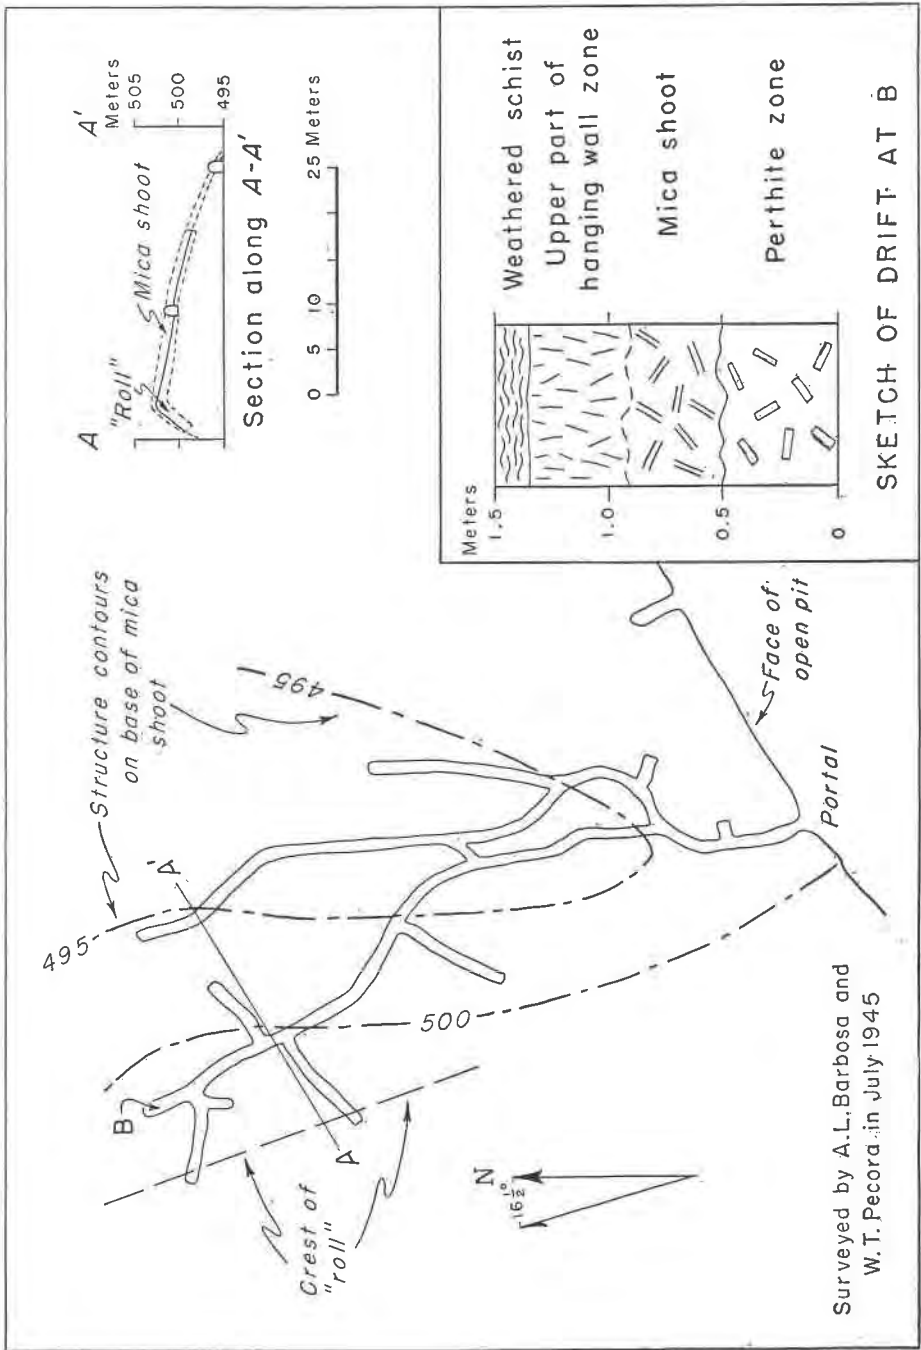 A
A'
Meters
505
500
495
"Roll"
Mica shoot
Section along A-A'
0
5
10
25 Meters
Structure contours
on base of mica
shoot
495
495
500
A'
A
B
Crest of
"roll"
N
16½°
Face of
open pit
Portal
Surveyed by A.L. Barbosa and
W.T. Pecora in July 1945
Meters
1.5
1.0
0.5
0
Weathered schist
Upper part of
hanging wall zone
Mica shoot
Perthite zone
SKETCH OF DRIFT AT B